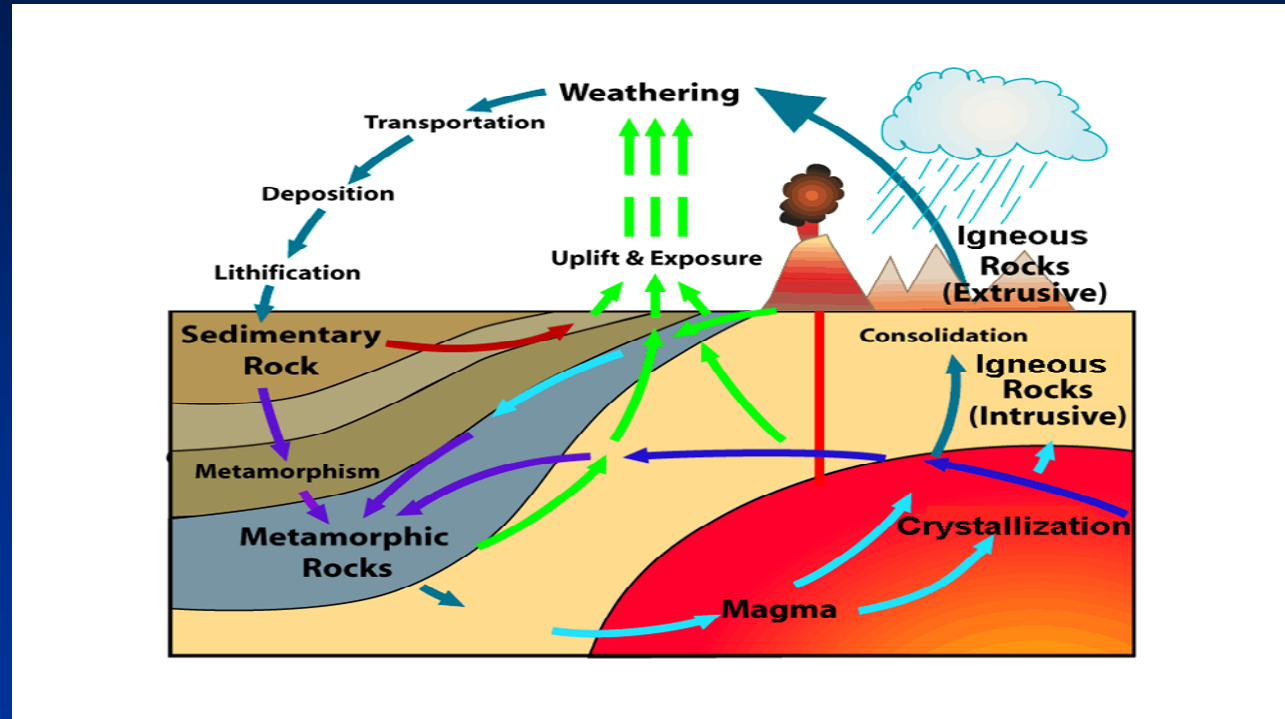 Weathering
Transportation
Deposition
Lithification
Uplift & Exposure
Igneous
Rocks
(Extrusive)
Sedimentary
Rock
Consolidation
Igneous
Rocks
(Intrusive)
Metamorphism
Metamorphic
Rocks
Crystallization
Magma